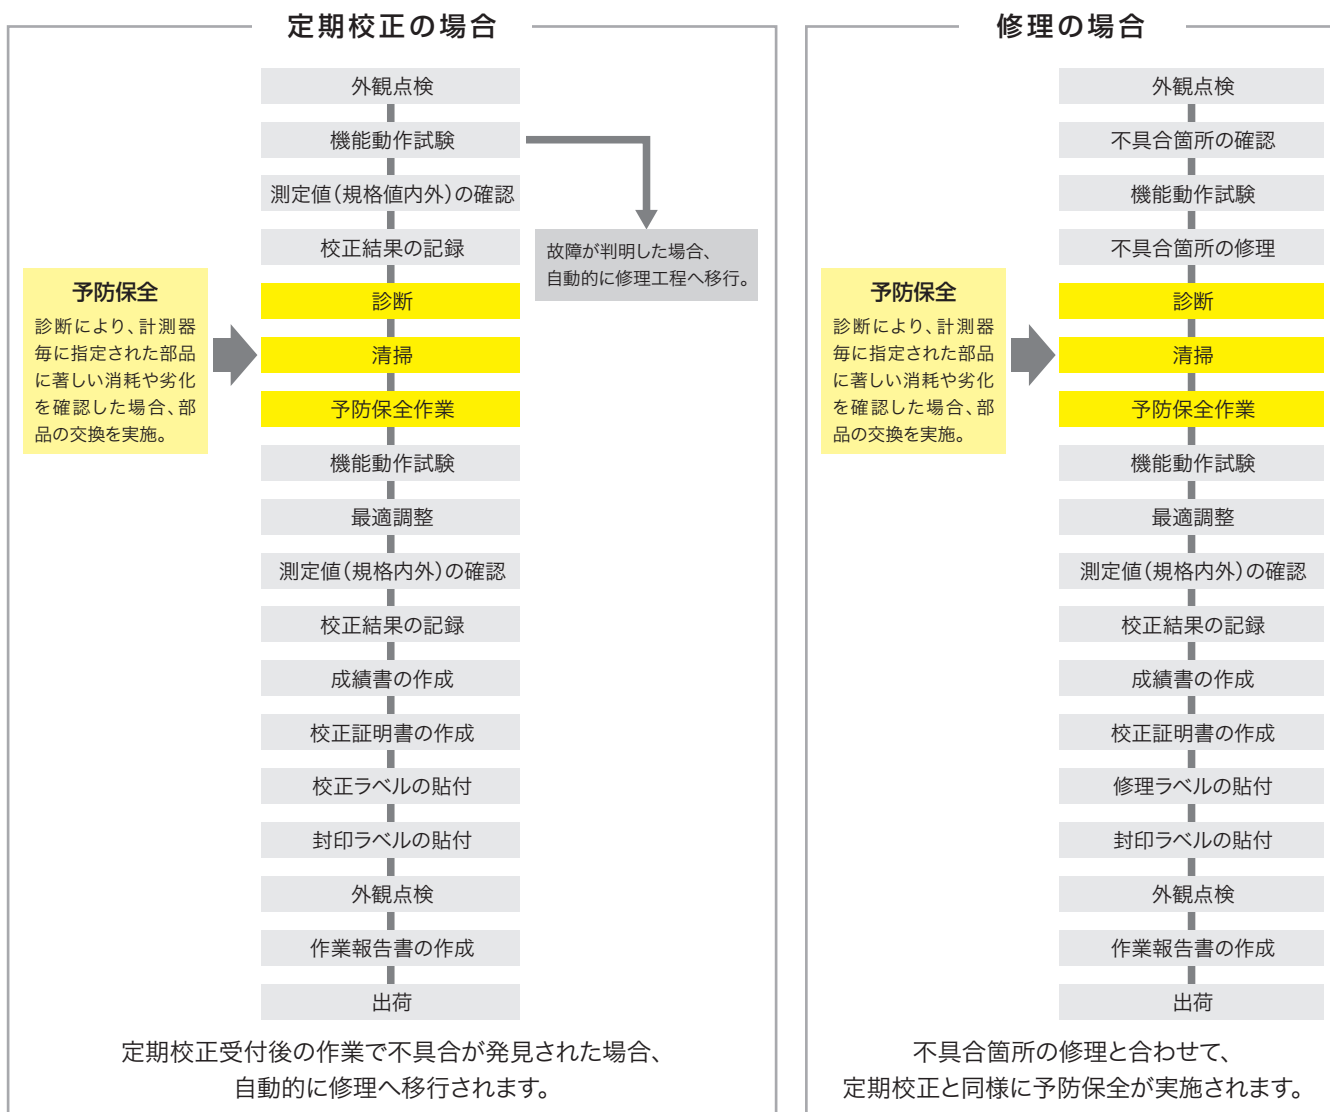 定期校正の場合
外観点検
機能動作試験
測定値(規格値内外)の確認
校正結果の記録
故障が判明した場合、
自動的に修理工程へ移行。
予防保全
診断により、計測器
毎に指定された部品
に著しい消耗や劣化
を確認した場合、部
品の交換を実施。
診断
清掃
予防保全作業
機能動作試験
最適調整
測定値(規格内外)の確認
校正結果の記録
成績書の作成
校正証明書の作成
校正ラベルの貼付
封印ラベルの貼付
外観点検
作業報告書の作成
出荷
定期校正受付後の作業で不具合が発見された場合、
自動的に修理へ移行されます。
修理の場合
外観点検
不具合箇所の確認
機能動作試験
不具合箇所の修理
予防保全
診断により、計測器
毎に指定された部品
に著しい消耗や劣化
を確認した場合、部
品の交換を実施。
診断
清掃
予防保全作業
機能動作試験
最適調整
測定値(規格内外)の確認
校正結果の記録
成績書の作成
校正証明書の作成
修理ラベルの貼付
封印ラベルの貼付
外観点検
作業報告書の作成
出荷
不具合箇所の修理と合わせて、
定期校正と同様に予防保全が実施されます。